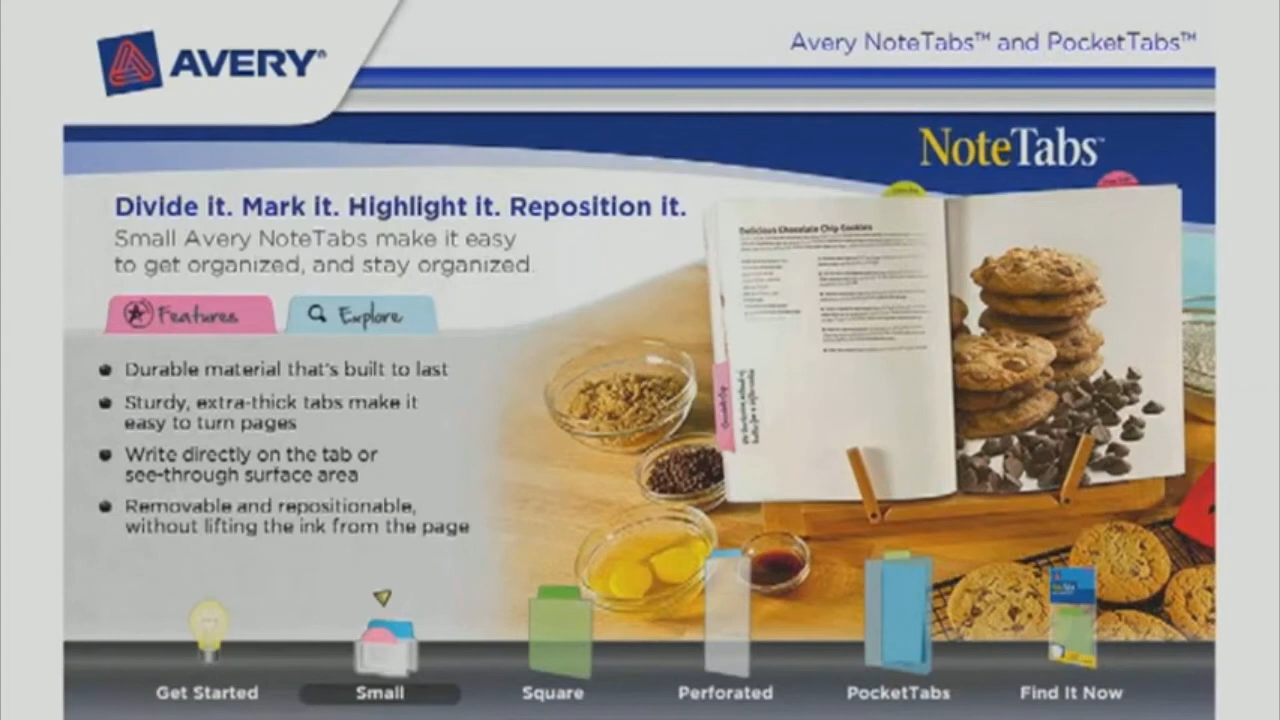 AVERY®
Avery NoteTabs™ and PocketTabs™
NoteTabs™
Divide it. Mark it. Highlight it. Reposition it.
Small Avery NoteTabs make it easy
to get organized, and stay organized.
Features
Explore
Durable material that's built to last
Sturdy, extra-thick tabs make it
easy to turn pages
Write directly on the tab or
see-through surface area
Removable and repositionable,
without lifting the ink from the page
Delicious Chocolate Chip Cookies
Get Started
Small
Square
Perforated
PocketTabs
Find It Now